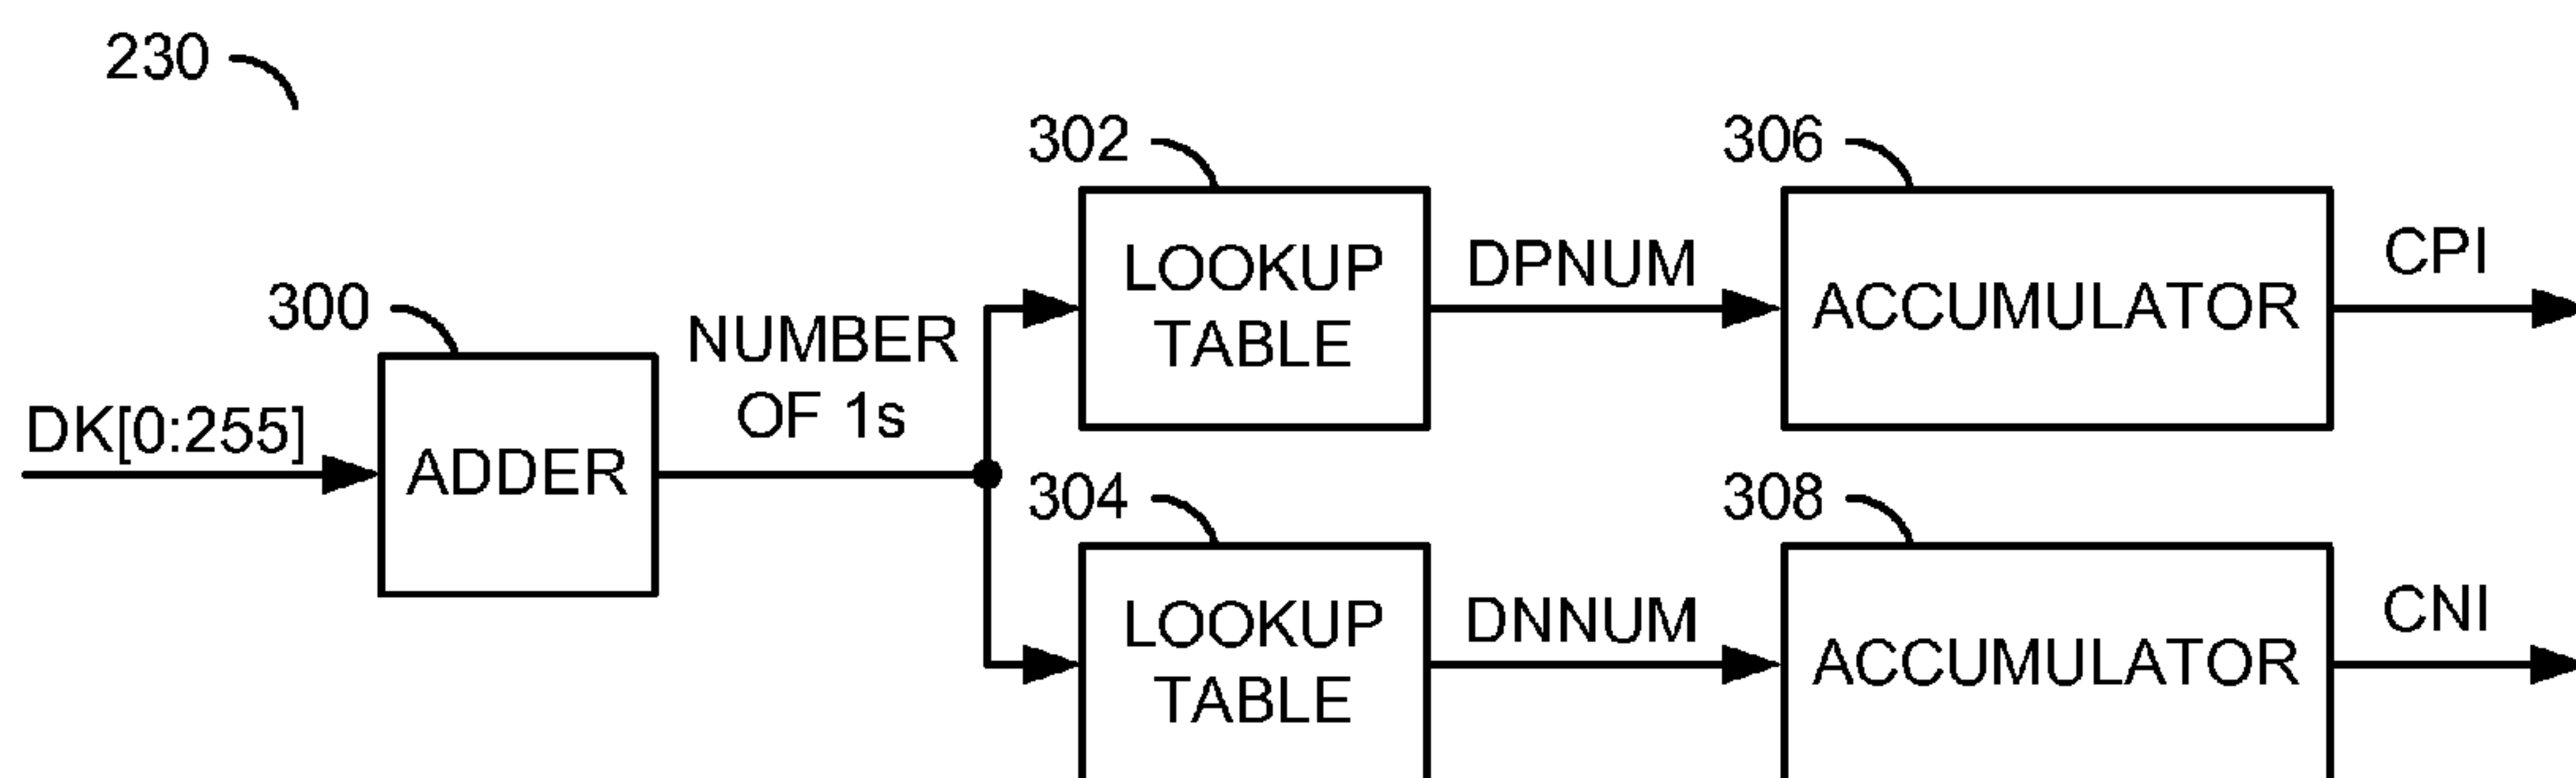 230
302
306
LOOKUP
TABLE
DPNUM
ACCUMULATOR
CPI
300
NUMBER
OF 1s
DK[0:255]
ADDER
304
308
LOOKUP
TABLE
DNNUM
ACCUMULATOR
CNI